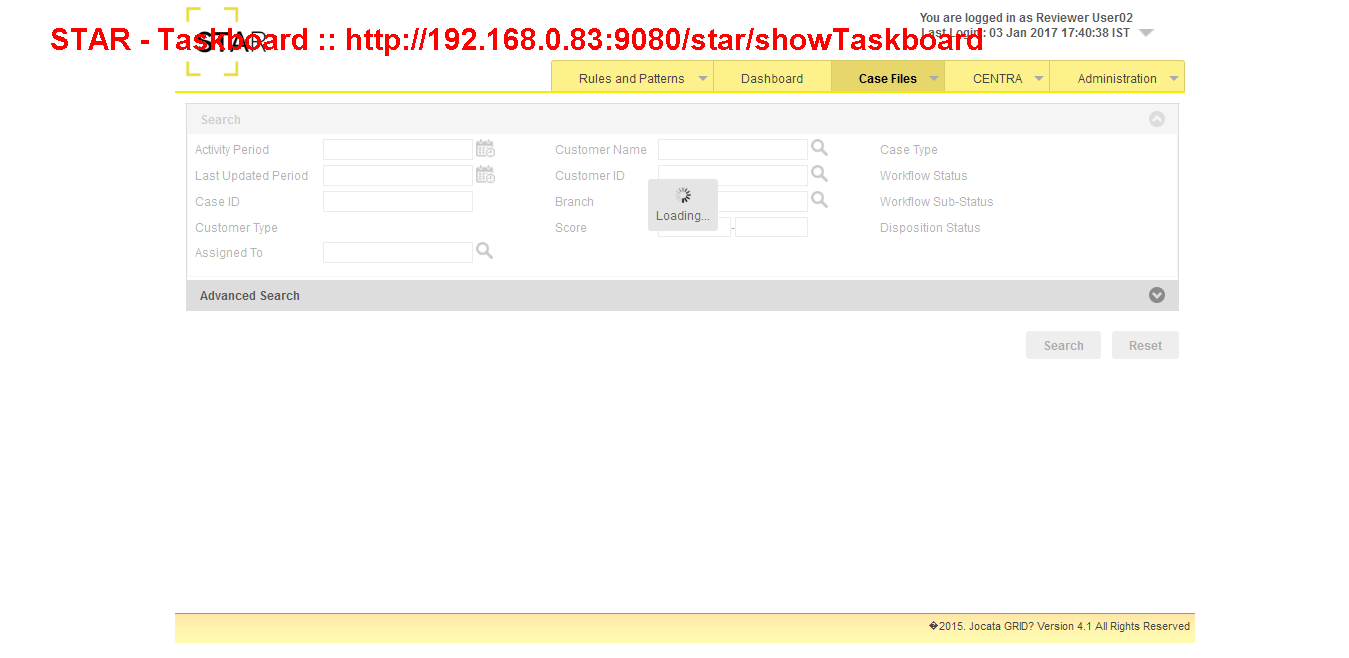 You are logged in as Reviewer User02
STAR - Taskboard :: http://192.168.0.83:9080/star/showTaskboard
STAR
Last Login : 03 Jan 2017 17:40:38 IST
Rules and Patterns Dashboard Case Files CENTRA Administration
Search
Activity Period Customer Name Case Type
Last Updated Period Customer ID Workflow Status
Case ID Branch Workflow Sub-Status
Loading...
Customer Type Score - Disposition Status
Assigned To
Advanced Search
Search Reset
�2015. Jocata GRID? Version 4.1 All Rights Reserved